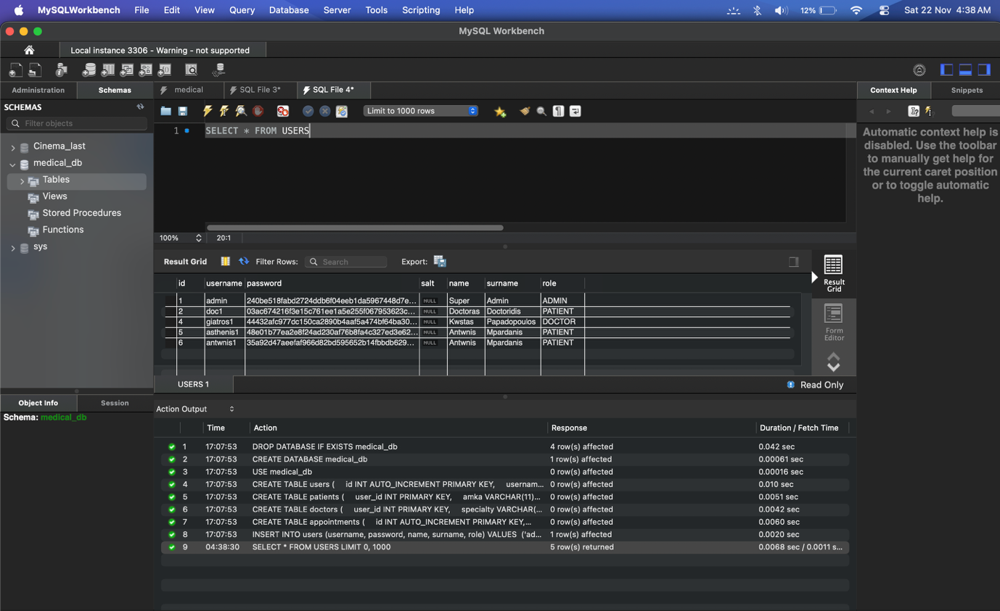 MySQLWorkbench File Edit View Query Database Server Tools Scripting Help 12% Sat 22 Nov 4:38 AM
MySQL Workbench
Local instance 3306 - Warning - not supported
Administration Schemas medical SQL File 3* SQL File 4* Context Help Snippets
SCHEMAS
Limit to 1000 rows
Filter objects
1 SELECT * FROM USERS
Automatic context help is
disabled. Use the toolbar
to manually get help for
the current caret position
or to toggle automatic
help.
Cinema_last
medical_db
Tables
Views
Stored Procedures
Functions
sys
100% 20:1
Result Grid Filter Rows: Search Export:
Result
Grid
Form
Editor
id username password salt name surname role
1 admin 240be518fabd2724ddb6f04eeb1da5967448d7e... NULL Super Admin ADMIN
2 doc1 03ac674216f3e15c761ee1a5e255f067953623c... NULL Doctoras Doctoridis PATIENT
4 giatros1 44432afc977dc150ca2890b4aaf5a474bf64ba30... NULL Kwstas Papadopoulos DOCTOR
5 asthenis1 48e01b77ea2e8f24ad230af76b8fa4c327ed3e62... NULL Antwnis Mpardanis PATIENT
6 antwnis1 35a92d47aeefaf966d82bd595652b14fbbdb629... NULL Antwnis Mpardanis PATIENT
USERS 1 Read Only
Object Info Session
Schema: medical_db
Action Output
Time Action Response Duration / Fetch Time
1 17:07:53 DROP DATABASE IF EXISTS medical_db 4 row(s) affected 0.042 sec
2 17:07:53 CREATE DATABASE medical_db 1 row(s) affected 0.00061 sec
3 17:07:53 USE medical_db 0 row(s) affected 0.00016 sec
4 17:07:53 CREATE TABLE users ( id INT AUTO_INCREMENT PRIMARY KEY, usernam... 0 row(s) affected 0.010 sec
5 17:07:53 CREATE TABLE patients ( user_id INT PRIMARY KEY, amka VARCHAR(11)... 0 row(s) affected 0.0051 sec
6 17:07:53 CREATE TABLE doctors ( user_id INT PRIMARY KEY, specialty VARCHAR(... 0 row(s) affected 0.0042 sec
7 17:07:53 CREATE TABLE appointments ( id INT AUTO_INCREMENT PRIMARY KEY,... 0 row(s) affected 0.0060 sec
8 17:07:53 INSERT INTO users (username, password, name, surname, role) VALUES ('ad... 1 row(s) affected 0.0020 sec
9 04:38:30 SELECT * FROM USERS LIMIT 0, 1000 5 row(s) returned 0.0068 sec / 0.0011 s...